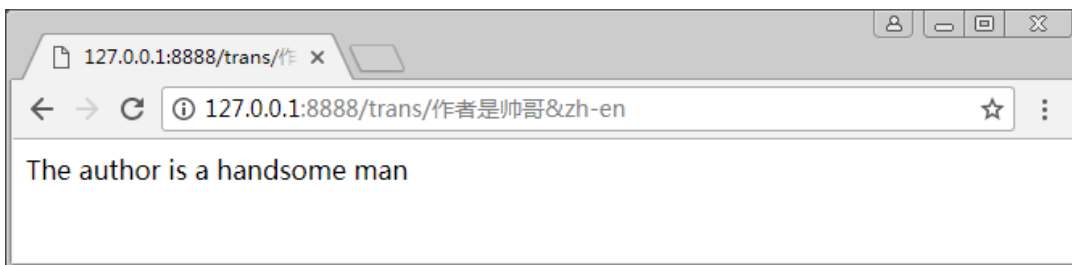 127.0.0.1:8888/trans/作
127.0.0.1:8888/trans/作者是帅哥&zh-en
The author is a handsome man